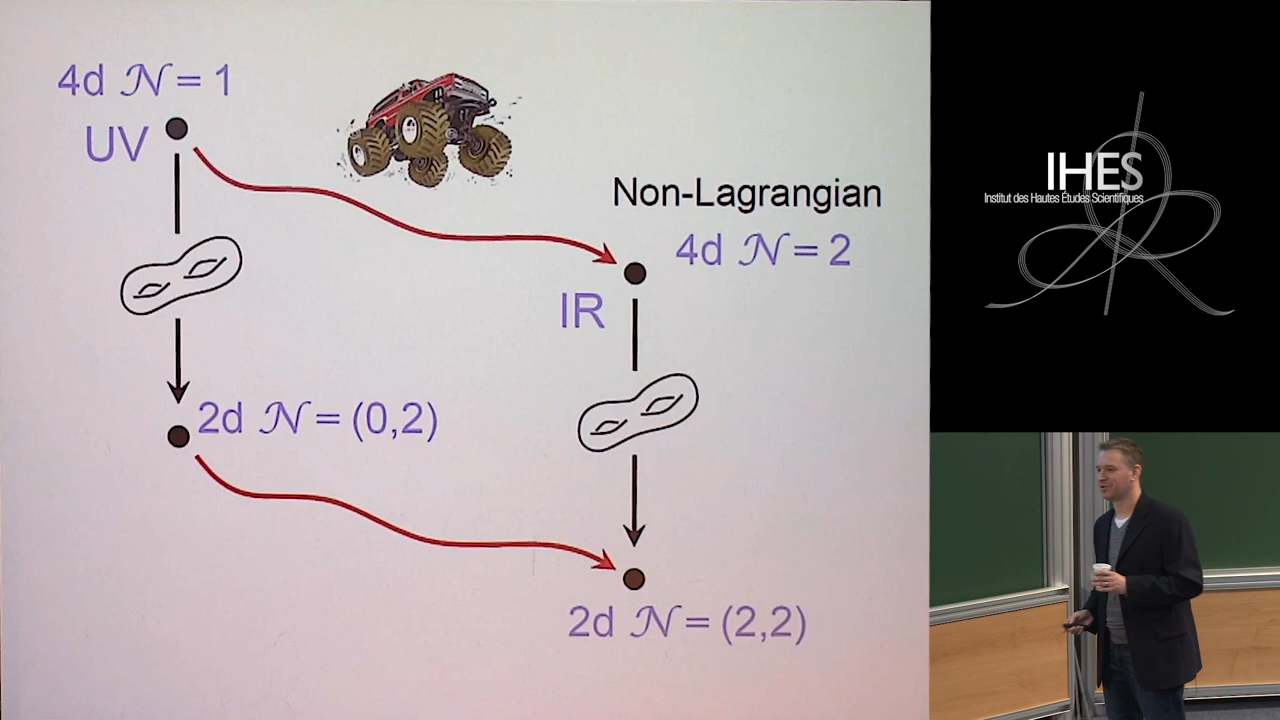 4d 𝒩 = 1
UV
Non-Lagrangian
4d 𝒩 = 2
IR
2d 𝒩 = (0,2)
2d 𝒩 = (2,2)
IHES
Institut des Hautes Études Scientifiques